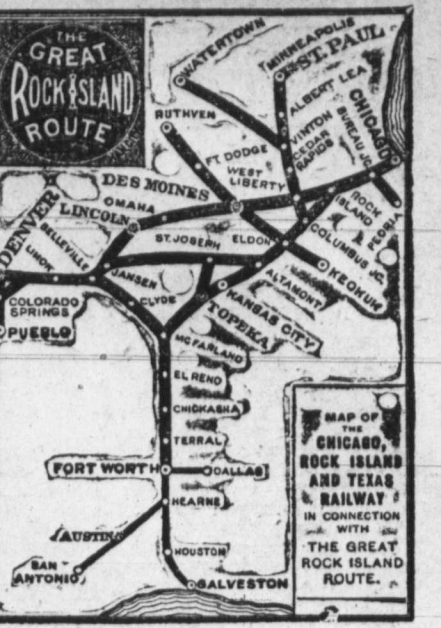 THE
GREAT
ROCK ISLAND
ROUTE
WATERTOWN
MINNEAPOLIS
ST. PAUL
ALBERT LEA
RUTHVEN
VINTON
CEDAR
RAPIDS
CHICAGO
BUREAU JC.
FT. DODGE
WEST
LIBERTY
DES MOINES
OMAHA
LINCOLN
DENVER
BELLEVILLE
LIMON
ST. JOSEPH
ELDON
ROCK
ISLAND
PEORIA
COLUMBUS JC.
KEOKUK
JANSEN
CLYDE
ALTAMONT
KANSAS CITY
TOPEKA
COLORADO
SPRINGS
PUEBLO
McFARLAND
EL RENO
CHICKASHA
TERRAL
FORT WORTH
DALLAS
HEARNE
AUSTIN
SAN
ANTONIO
HOUSTON
GALVESTON
MAP OF
THE
CHICAGO,
ROCK ISLAND
AND TEXAS
RAILWAY
IN CONNECTION
WITH
THE GREAT
ROCK ISLAND
ROUTE.